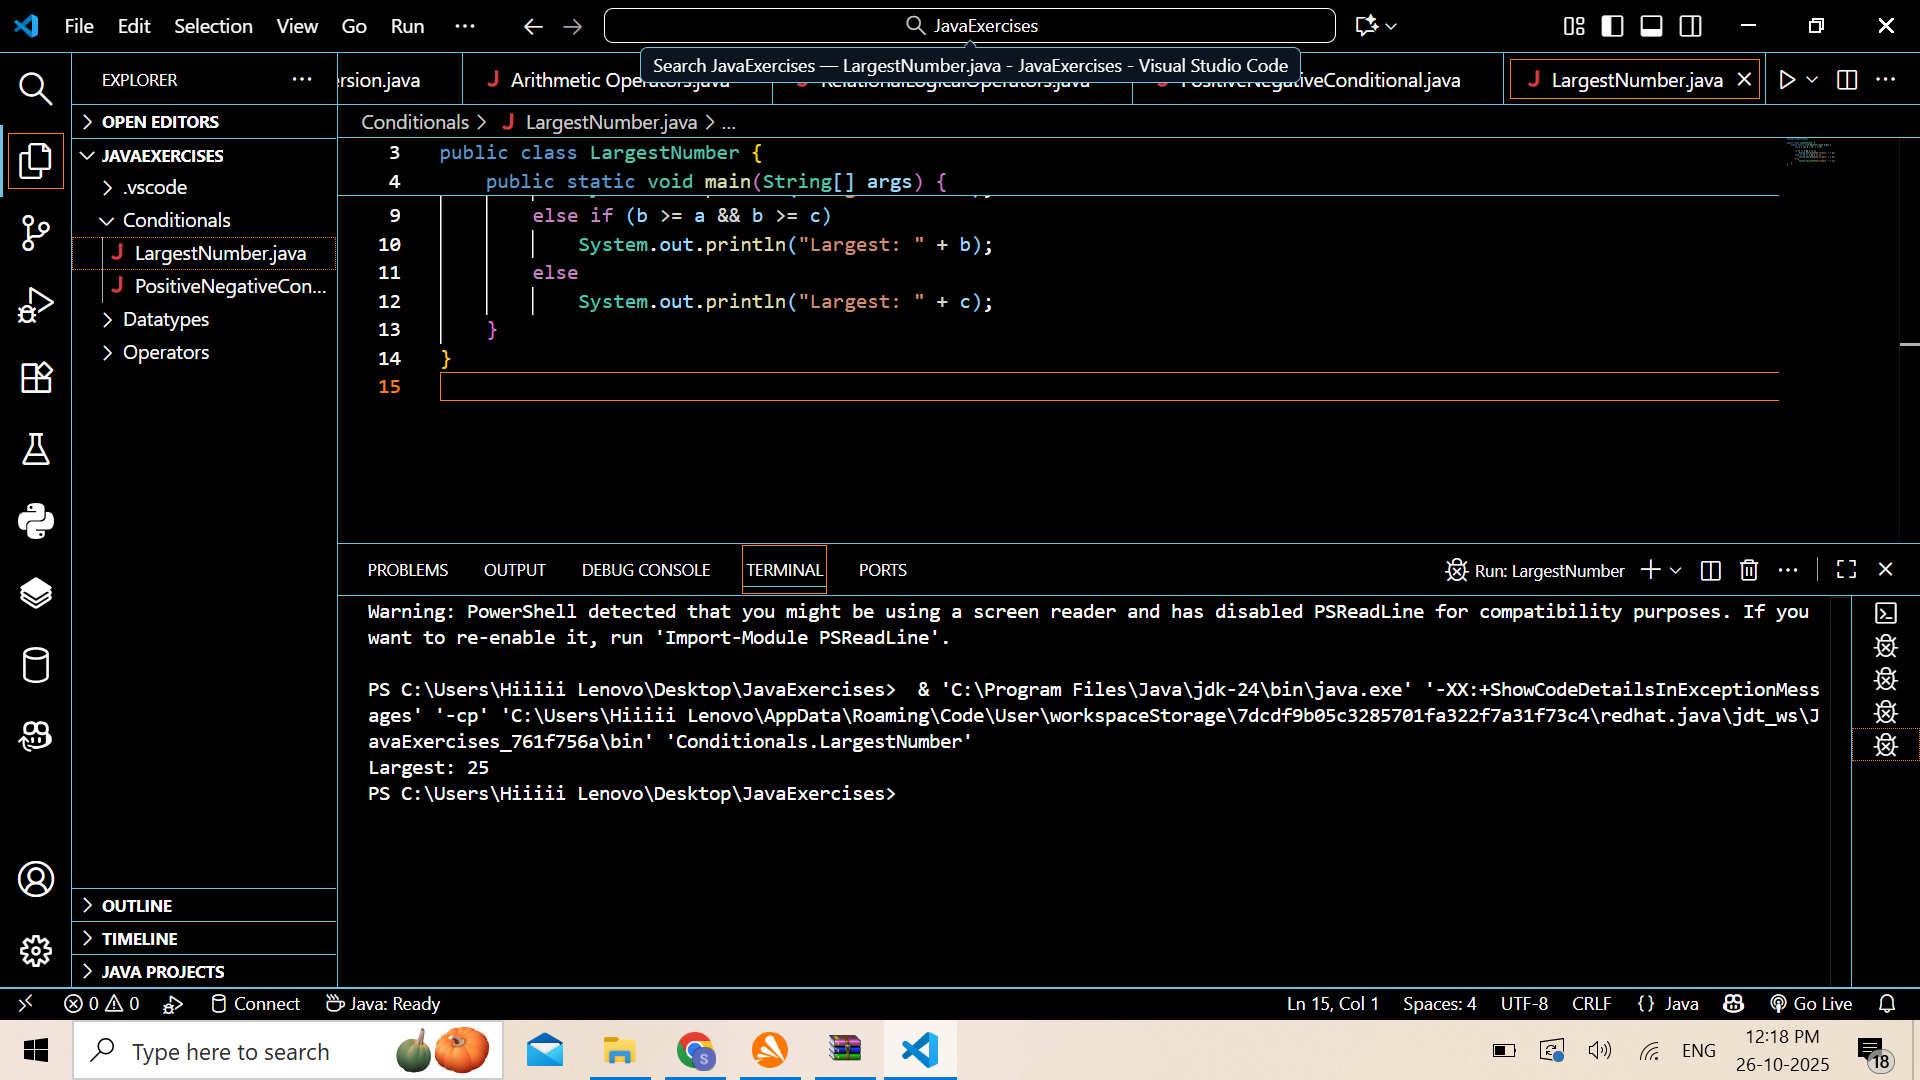 File Edit Selection View Go Run ···
JavaExercises
Search JavaExercises — LargestNumber.java - JavaExercises - Visual Studio Code
EXPLORER
OPEN EDITORS
JAVAEXERCISES
.vscode
Conditionals
J LargestNumber.java
J PositiveNegativeCon...
Datatypes
Operators
OUTLINE
TIMELINE
JAVA PROJECTS
ersion.java
J Arithmetic Operators.java
RelationalLogicalOperators.java
PositiveNegativeConditional.java
J LargestNumber.java
Conditionals > J LargestNumber.java > ...
3 public class LargestNumber {
4 public static void main(String[] args) {
9 else if (b >= a && b >= c)
10 System.out.println("Largest: " + b);
11 else
12 System.out.println("Largest: " + c);
13 }
14 }
15
PROBLEMS OUTPUT DEBUG CONSOLE TERMINAL PORTS
Run: LargestNumber
Warning: PowerShell detected that you might be using a screen reader and has disabled PSReadLine for compatibility purposes. If you
want to re-enable it, run 'Import-Module PSReadLine'.
PS C:\Users\Hiiiii Lenovo\Desktop\JavaExercises>  & 'C:\Program Files\Java\jdk-24\bin\java.exe' '-XX:+ShowCodeDetailsInExceptionMess
ages' '-cp' 'C:\Users\Hiiiii Lenovo\AppData\Roaming\Code\User\workspaceStorage\7dcdf9b05c3285701fa322f7a31f73c4\redhat.java\jdt_ws\J
avaExercises_761f756a\bin' 'Conditionals.LargestNumber'
Largest: 25
PS C:\Users\Hiiiii Lenovo\Desktop\JavaExercises>
0 0 Connect Java: Ready
Ln 15, Col 1 Spaces: 4 UTF-8 CRLF {} Java Go Live
Type here to search
S
ENG
12:18 PM
26-10-2025
18